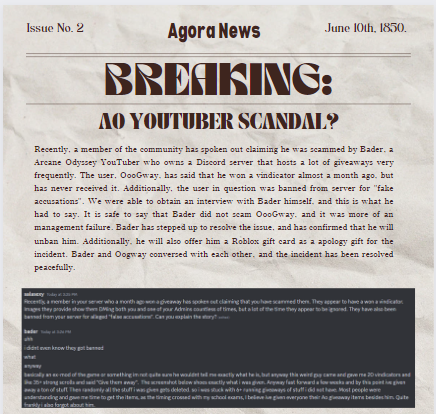 Issue No. 2
Agora News
June 10th, 1850.
BREAKING:
AO YOUTUBER SCANDAL?
Recently, a member of the community has spoken out claiming he was scammed by Bader, a
Arcane Odyssey YouTuber who owns a Discord server that hosts a lot of giveaways very
frequently. The user, OooGway, has said that he won a vindicator almost a month ago, but
has never received it. Additionally, the user in question was banned from server for "fake
accusations". We were able to obtain an interview with Bader himself, and this is what he
had to say. It is safe to say that Bader did not scam OooGway, and it was more of an
management failure. Bader has stepped up to resolve the issue, and has confirmed that he will
unban him. Additionally, he will also offer him a Roblox gift card as a apology gift for the
incident. Bader and Oogway conversed with each other, and the incident has been resolved
peacefully.
Recently, a member in your server who a month ago won a giveaway has spoken out claiming that you have scammed them. They appear to have a won a vindicator.
Images they provide show them DMing both you and one of your Admins countless times, but a lot of the time they appear to be ignored. They have also been
banned from your server for alleged "false accusations". Can you explain the story?
bader
ohh
i didnt even know they got banned
what
anyway
basically an ex-mod of the game or something im not quite sure he wouldnt tell me exactly what he is, but anyway this weird guy came and gave me 20 vindicators and
like 35+ strong scrolls and said "Give them away". The screenshot below shows exactly what i was given. Anyway fast forward a few weeks and by this point ive given
away a ton of stuff. Then randomly all the stuff i was given gets deleted, so i was stuck with 6+ running giveaways of stuff i did not have. Most people were
understanding and gave me time to get the items, as the timing crossed with my school exams, I believe ive given everyone their Ao giveaway items besides him. Quite
frankly i also forgot about him.